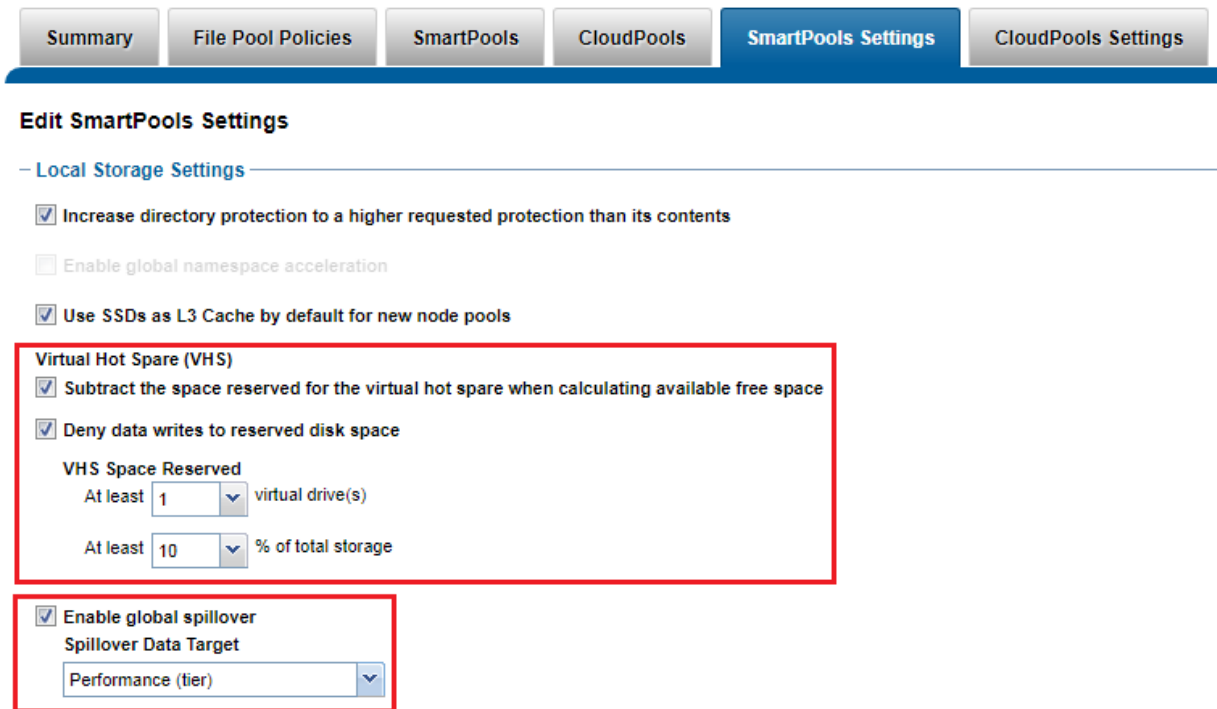 Summary File Pool Policies SmartPools CloudPools SmartPools Settings CloudPools Settings
Edit SmartPools Settings
Local Storage Settings
Increase directory protection to a higher requested protection than its contents
Enable global namespace acceleration
Use SSDs as L3 Cache by default for new node pools
Virtual Hot Spare (VHS)
Subtract the space reserved for the virtual hot spare when calculating available free space
Deny data writes to reserved disk space
VHS Space Reserved
At least 1 virtual drive(s)
At least 10 % of total storage
Enable global spillover
Spillover Data Target
Performance (tier)